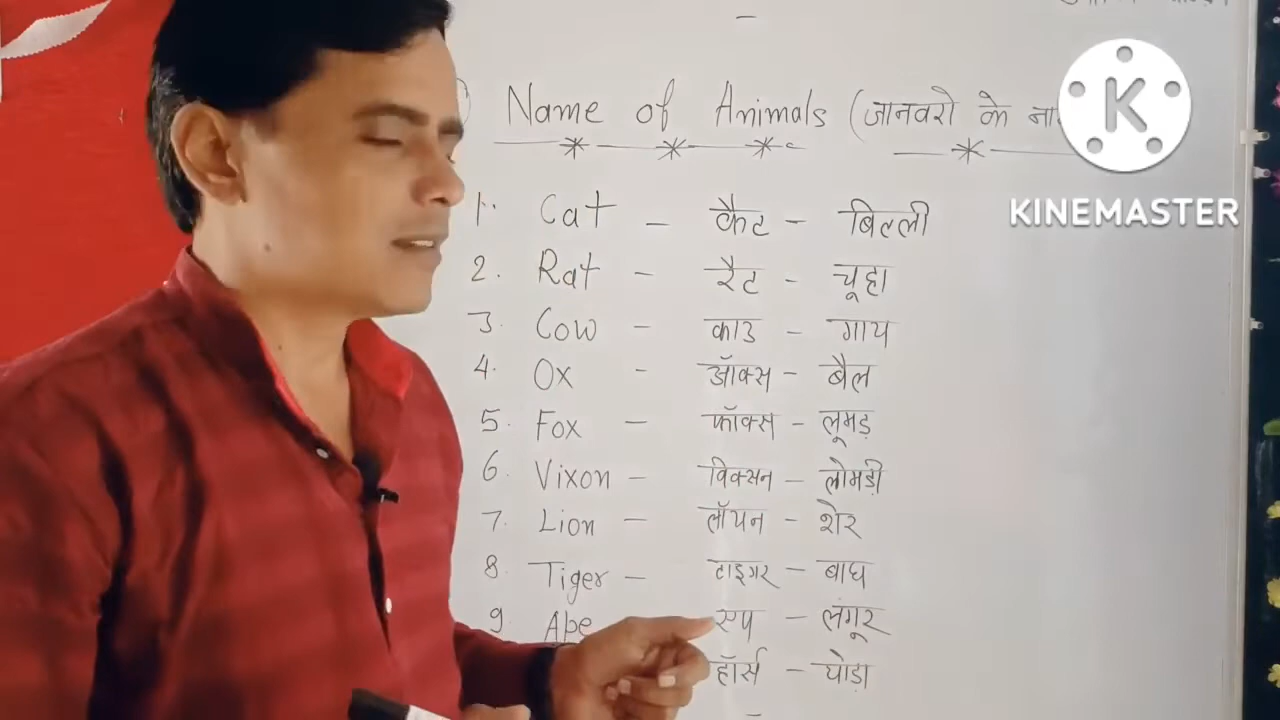 Name of Animals (जानवरो के ना
1. Cat – कैट – बिल्ली
2. Rat – रैट – चूहा
3. Cow – काउ – गाय
4. Ox - ऑक्स – बैल
5. Fox – फॉक्स – लूमड़
6. Vixon – विक्सन – लोमड़ी
7. Lion – लॉयन – शेर
8. Tiger – टाइगर – बाघ
9 Ape एप – लंगूर
हॉर्स – घोड़ा
KINEMASTER